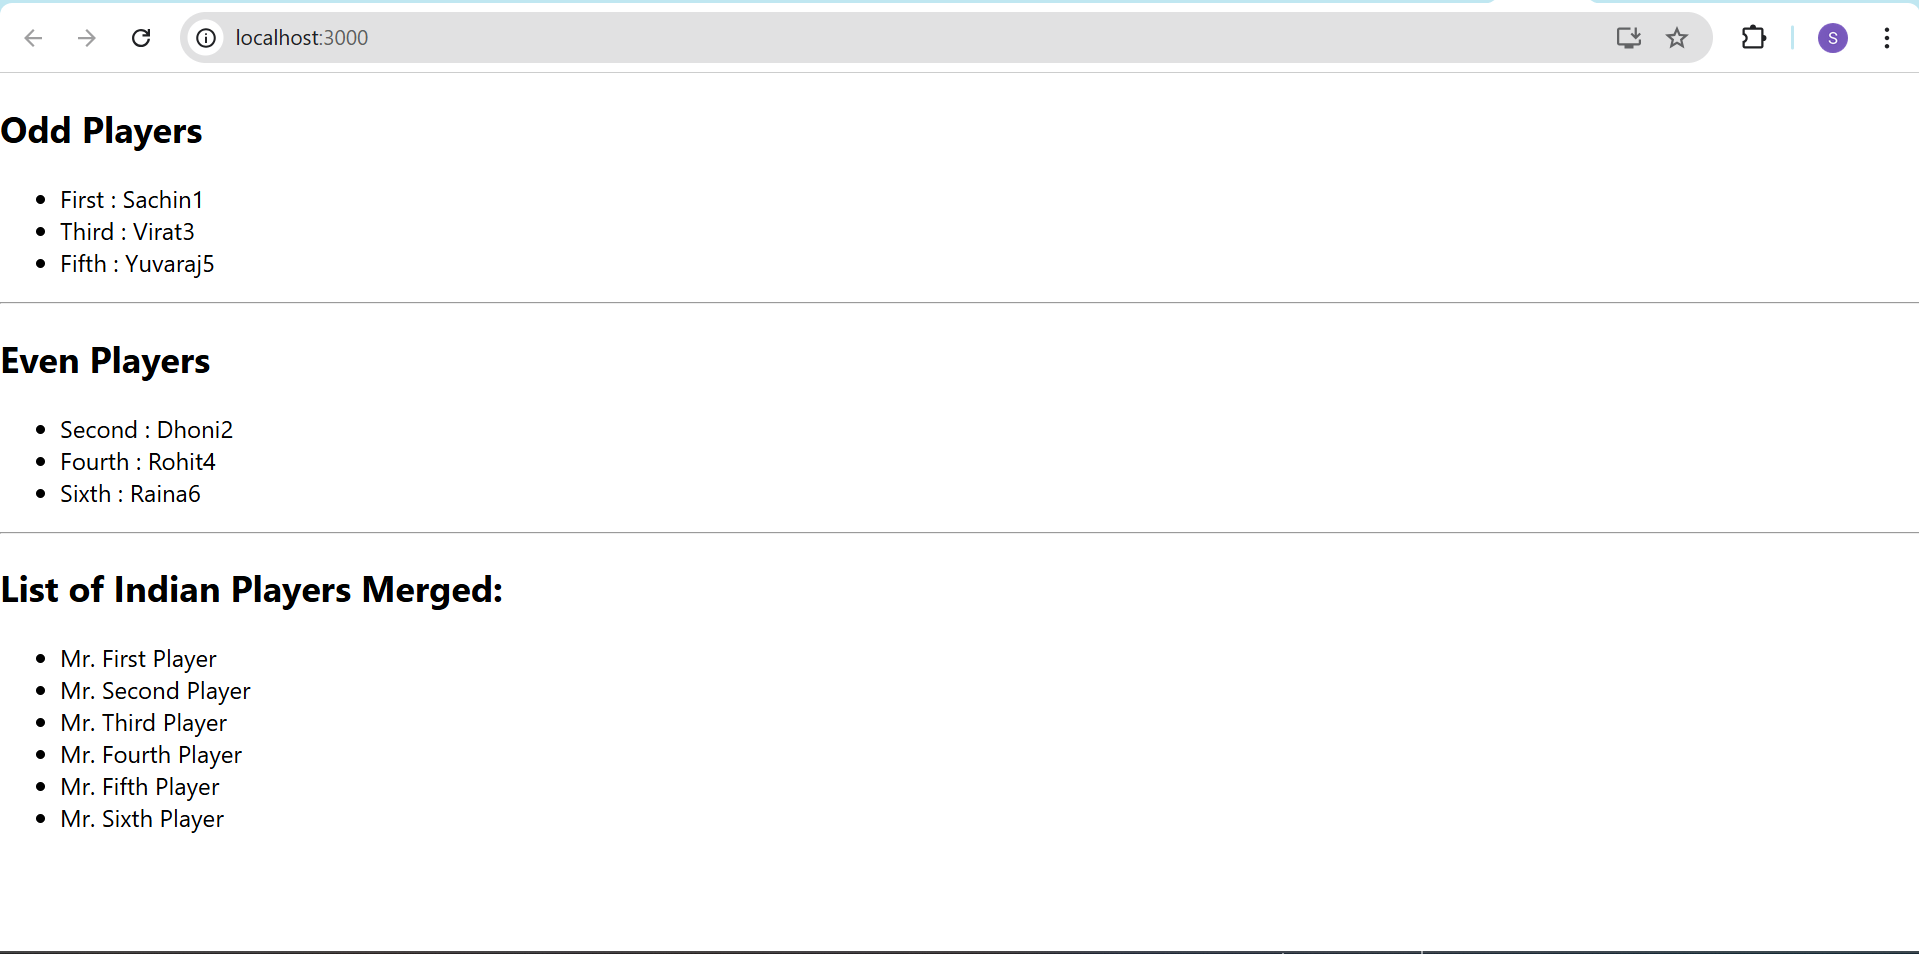 localhost:3000
S
Odd Players
First : Sachin1
Third : Virat3
Fifth : Yuvaraj5
Even Players
Second : Dhoni2
Fourth : Rohit4
Sixth : Raina6
List of Indian Players Merged:
Mr. First Player
Mr. Second Player
Mr. Third Player
Mr. Fourth Player
Mr. Fifth Player
Mr. Sixth Player